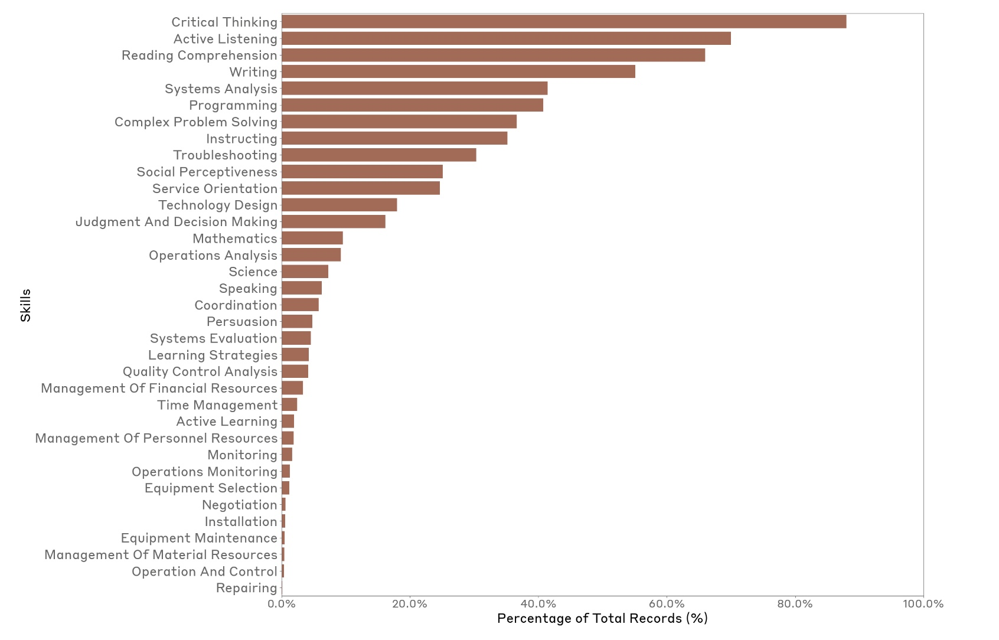 Critical Thinking
Active Listening
Reading Comprehension
Writing
Systems Analysis
Programming
Complex Problem Solving
Instructing
Troubleshooting
Social Perceptiveness
Service Orientation
Technology Design
Judgment And Decision Making
Mathematics
Operations Analysis
Science
Speaking
Coordination
Persuasion
Systems Evaluation
Learning Strategies
Quality Control Analysis
Management Of Financial Resources
Time Management
Active Learning
Management Of Personnel Resources
Monitoring
Operations Monitoring
Equipment Selection
Negotiation
Installation
Equipment Maintenance
Management Of Material Resources
Operation And Control
Repairing
Skills
0.0% 20.0% 40.0% 60.0% 80.0% 100.0%
Percentage of Total Records (%)